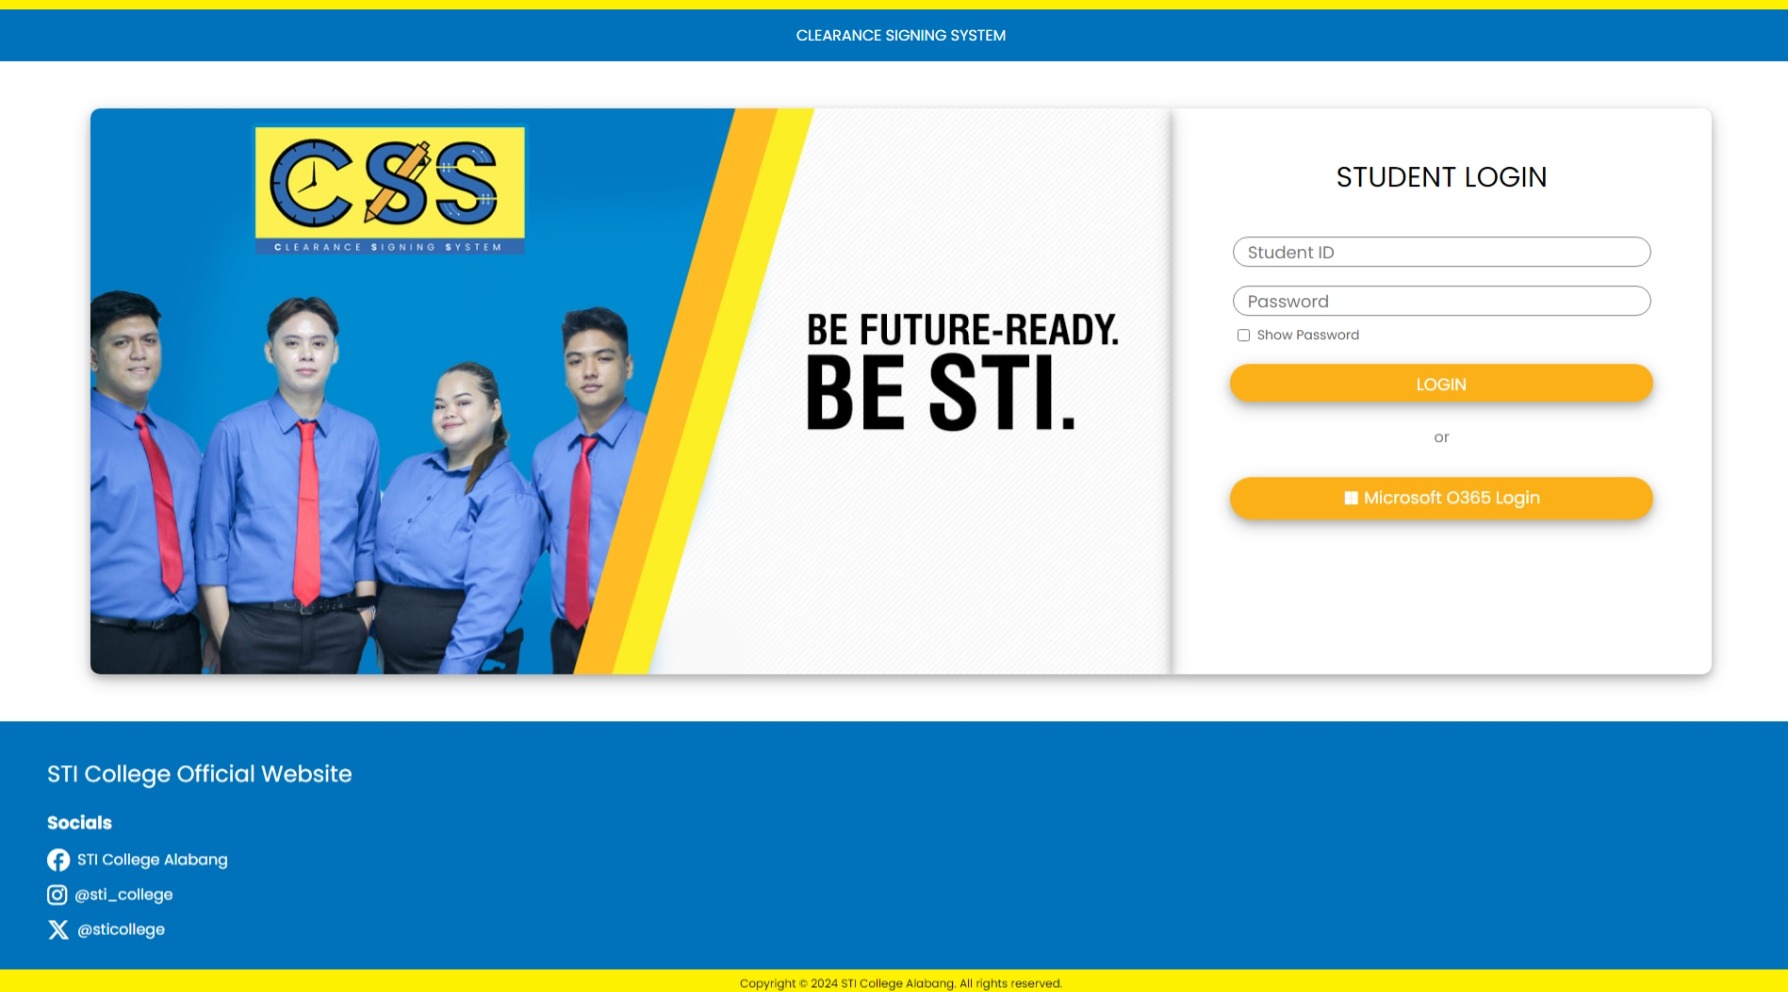 CLEARANCE SIGNING SYSTEM
CSS
CLEARANCE SIGNING SYSTEM
BE FUTURE-READY.
BE STI.
STUDENT LOGIN
Student ID
Password
Show Password
LOGIN
or
Microsoft O365 Login
STI College Official Website
Socials
STI College Alabang
@sti_college
@sticollege
Copyright © 2024 STI College Alabang. All rights reserved.